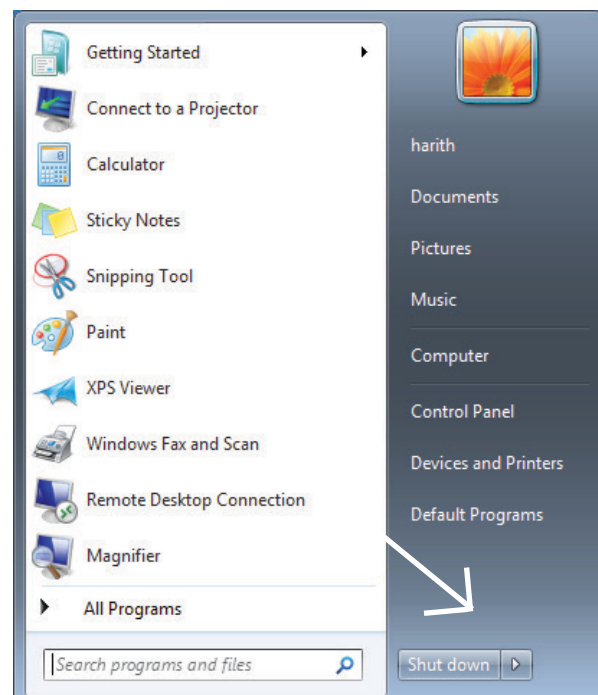 Getting Started
Connect to a Projector
Calculator
Sticky Notes
Snipping Tool
Paint
XPS Viewer
Windows Fax and Scan
Remote Desktop Connection
Magnifier
All Programs
Search programs and files
harith
Documents
Pictures
Music
Computer
Control Panel
Devices and Printers
Default Programs
Shut down